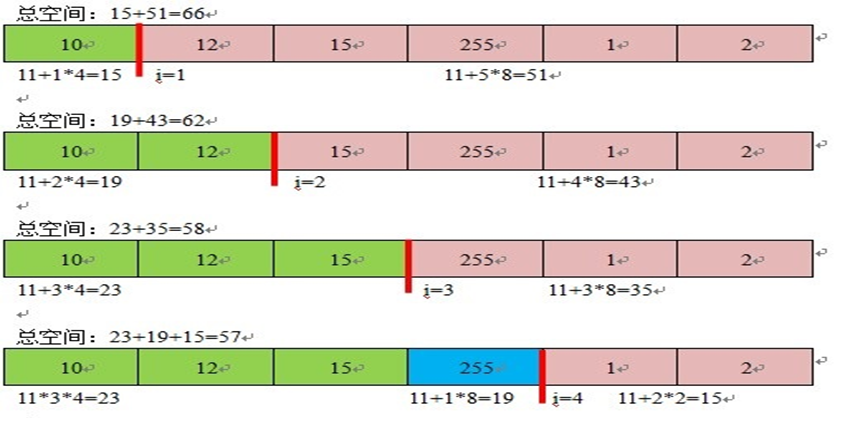 总空间：15+51=66
10 12 15 255 1 2
11+1*4=15 i=1 11+5*8=51
总空间：19+43=62
10 12 15 255 1 2
11+2*4=19 i=2 11+4*8=43
总空间：23+35=58
10 12 15 255 1 2
11+3*4=23 i=3 11+3*8=35
总空间：23+19+15=57
10 12 15 255 1 2
11*3*4=23 11+1*8=19 i=4 11+2*2=15